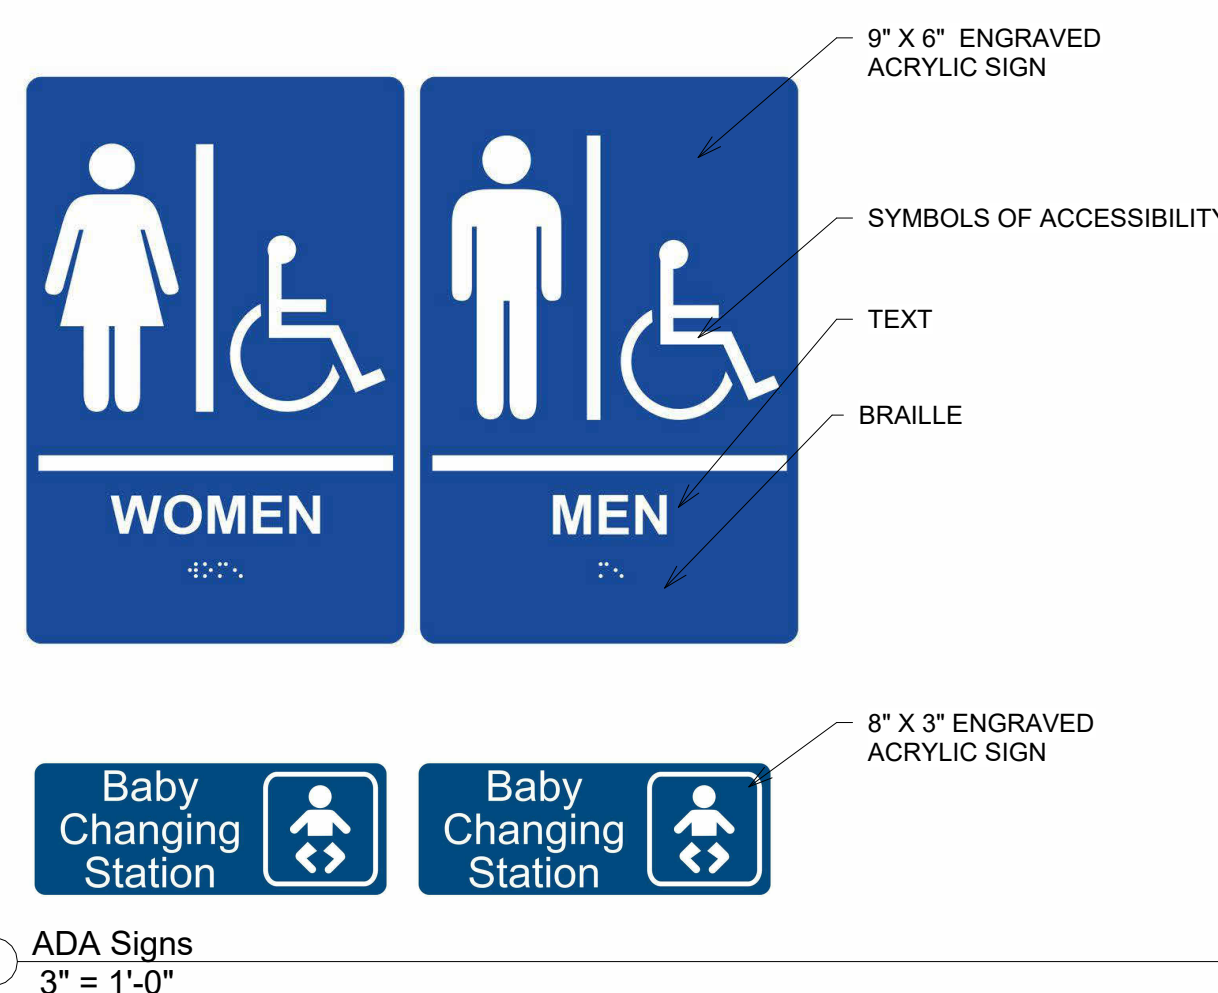 9" X 6" ENGRAVED
ACRYLIC SIGN
SYMBOLS OF ACCESSIBILITY
TEXT
BRAILLE
WOMEN
⠺⠕⠍⠢
MEN
⠍⠢
8" X 3" ENGRAVED
ACRYLIC SIGN
Baby
Changing
Station
Baby
Changing
Station
ADA Signs
3" = 1'-0"